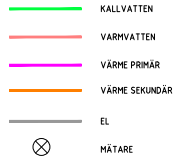 KALLVATTEN
VARMVATTEN
VÄRME PRIMÄR
VÄRME SEKUNDÄR
EL
MÄTARE